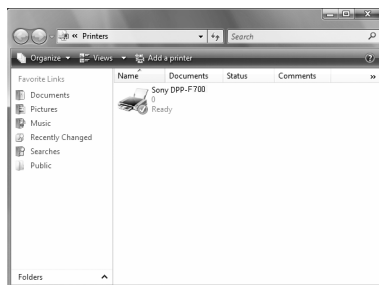 « Printers
Search
Organize Views Add a printer
Favorite Links
Documents
Pictures
Music
Recently Changed
Searches
Public
Folders
Name Documents Status Comments »
Sony DPP-F700
0
Ready